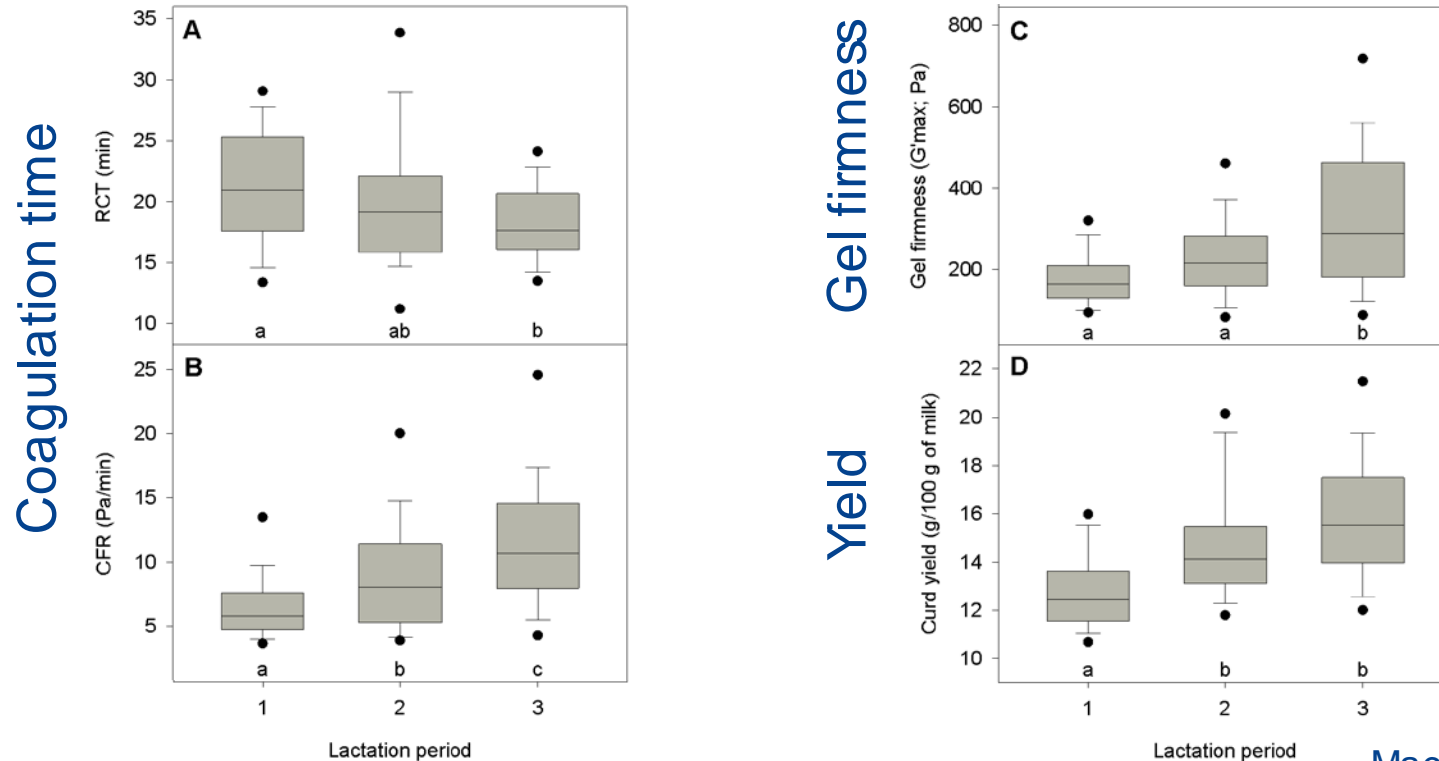 Coagulation time
A
RCT (min)
35
30
25
20
15
10
a ab b
B
CFR (Pa/min)
25
20
15
10
5
a b c
1 2 3
Lactation period
Gel firmness
C
Gel firmness (G'max; Pa)
800
600
400
200
a a b
Yield
D
Curd yield (g/100 g of milk)
22
20
18
16
14
12
10
a b b
1 2 3
Lactation period